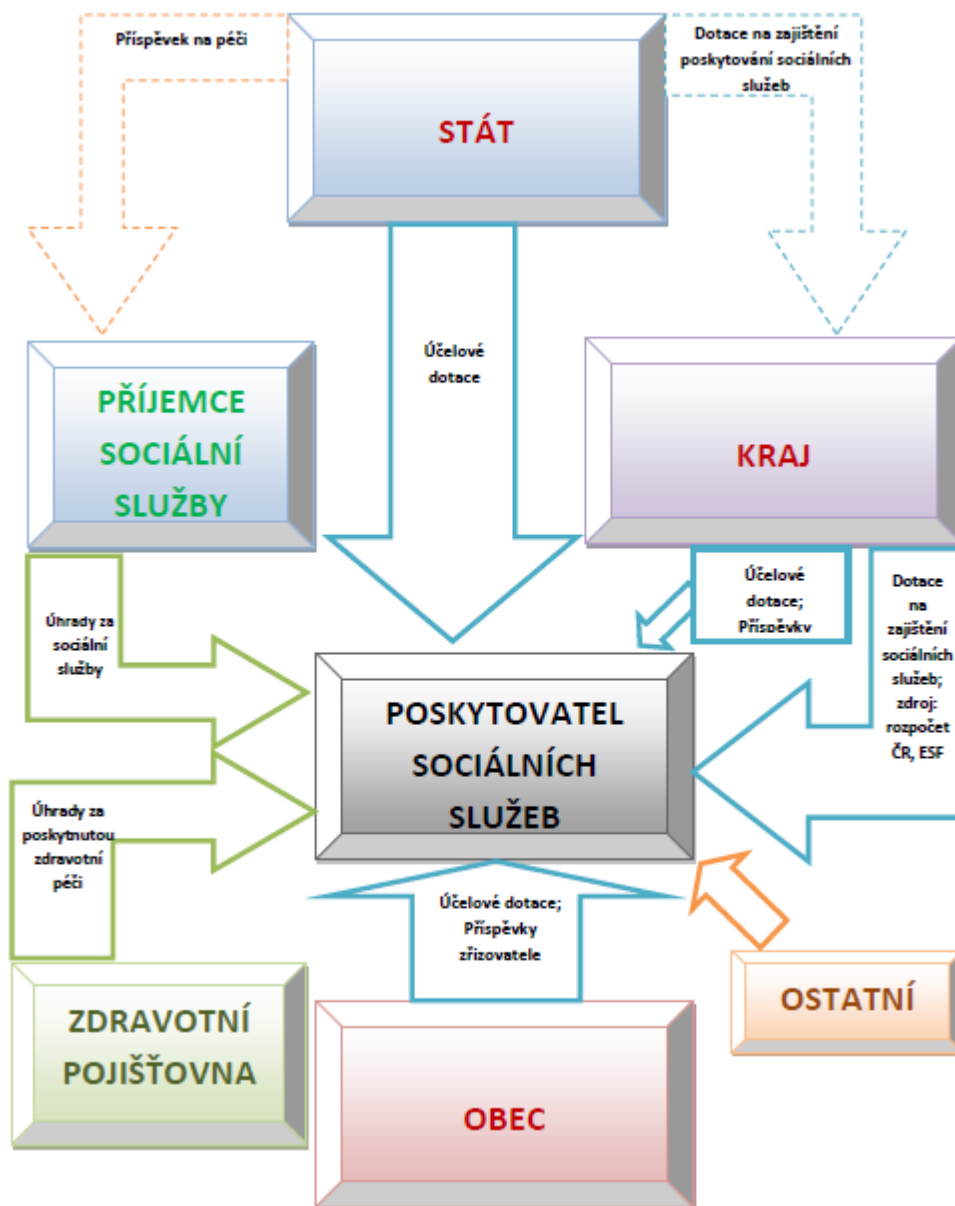 Příspěvek na péči
Dotace na zajištění
poskytování sociálních
služeb
STÁT
Účelové
dotace
PŘÍJEMCE
SOCIÁLNÍ
SLUŽBY
KRAJ
Účelové
dotace;
Příspěvky
Dotace
na
zajištění
sociálních
služeb;
zdroj:
rozpočet
ČR, ESF
Úhrady za
sociální
služby
POSKYTOVATEL
SOCIÁLNÍCH
SLUŽEB
Úhrady za
poskytnutou
zdravotní
péči
Účelové dotace;
Příspěvky
zřizovatele
OSTATNÍ
ZDRAVOTNÍ
POJIŠŤOVNA
OBEC